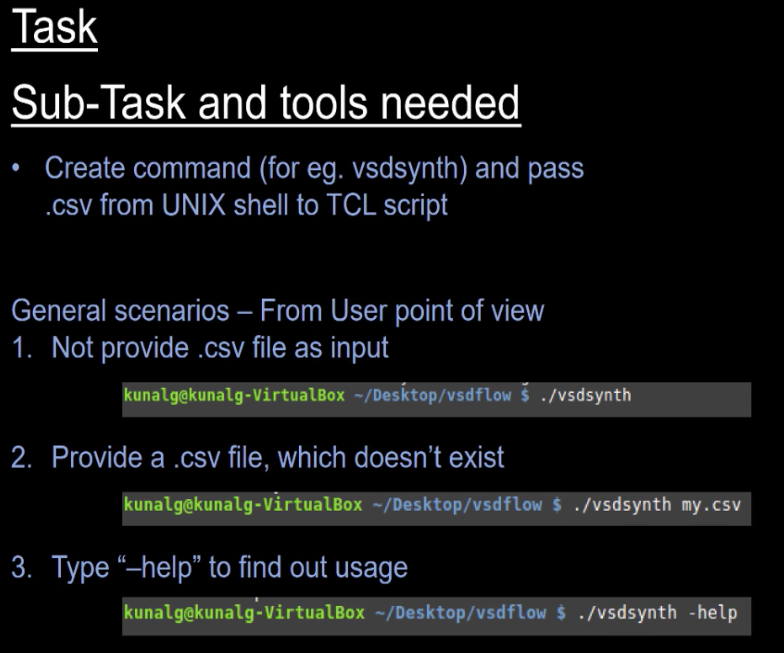 Task
Sub-Task and tools needed
• Create command (for eg. vsdsynth) and pass
.csv from UNIX shell to TCL script
General scenarios – From User point of view
1. Not provide .csv file as input
kunalg@kunalg-VirtualBox ~/Desktop/vsdflow $ ./vsdsynth
2. Provide a .csv file, which doesn’t exist
kunalg@kunalg-VirtualBox ~/Desktop/vsdflow $ ./vsdsynth my.csv
3. Type “–help” to find out usage
kunalg@kunalg-VirtualBox ~/Desktop/vsdflow $ ./vsdsynth -help